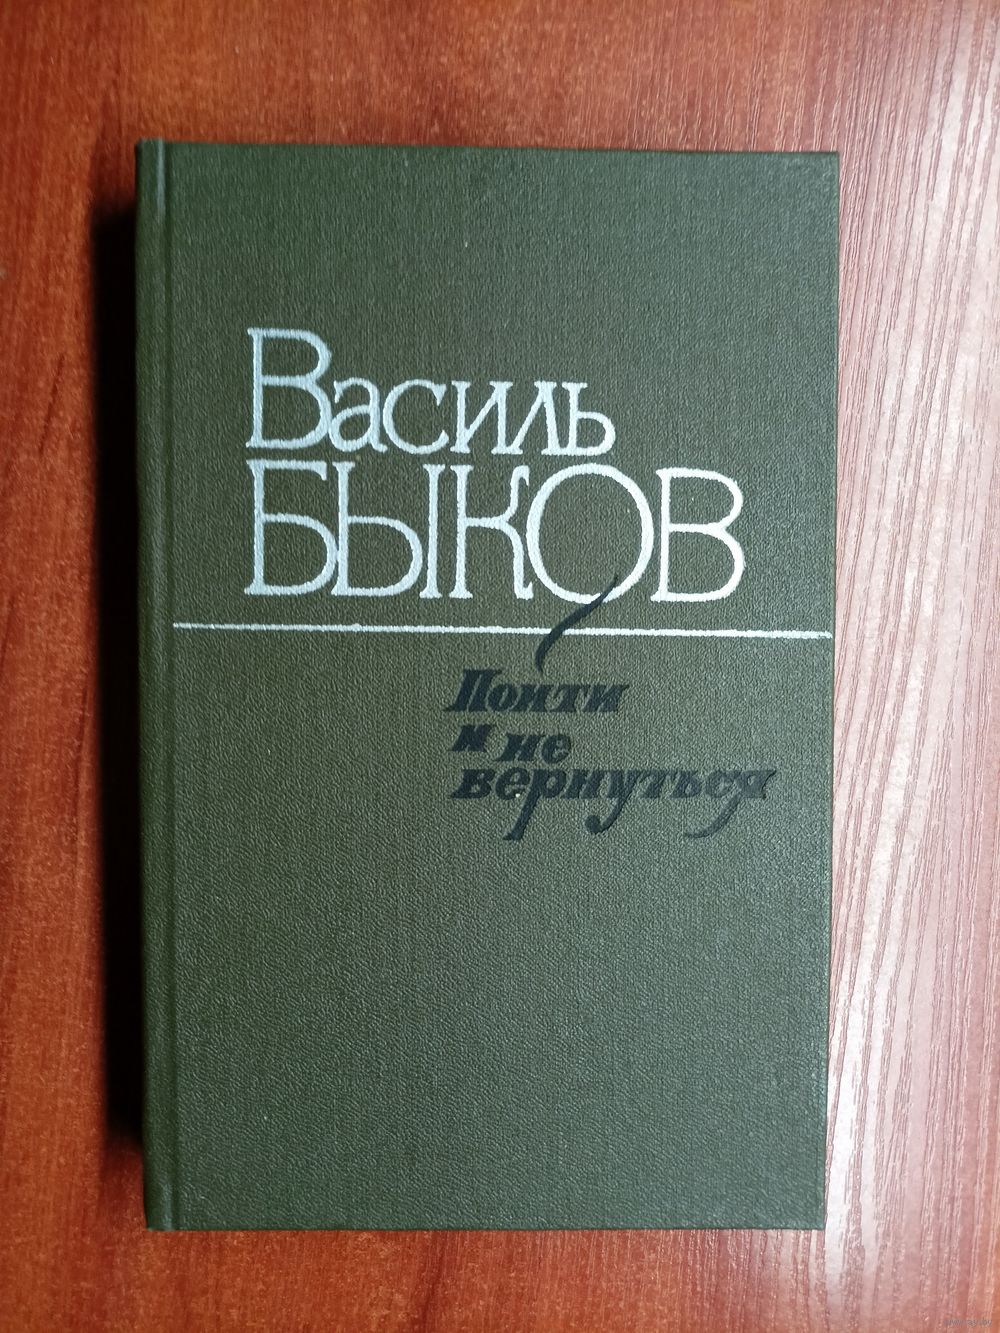 Василь
БЫКОВ
Пойти
и не
вернуться